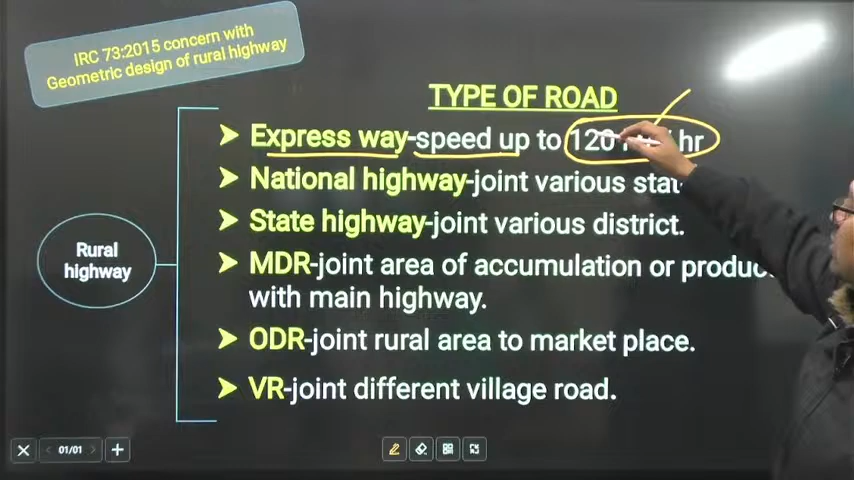 IRC 73:2015 concern with
Geometric design of rural highway
TYPE OF ROAD
Express way-speed up to 120 hr
National highway-joint various
State highway-joint various district.
Rural
highway
MDR-joint area of accumulation or
with main highway.
ODR-joint rural area to market place.
VR-joint different village road.
01/01